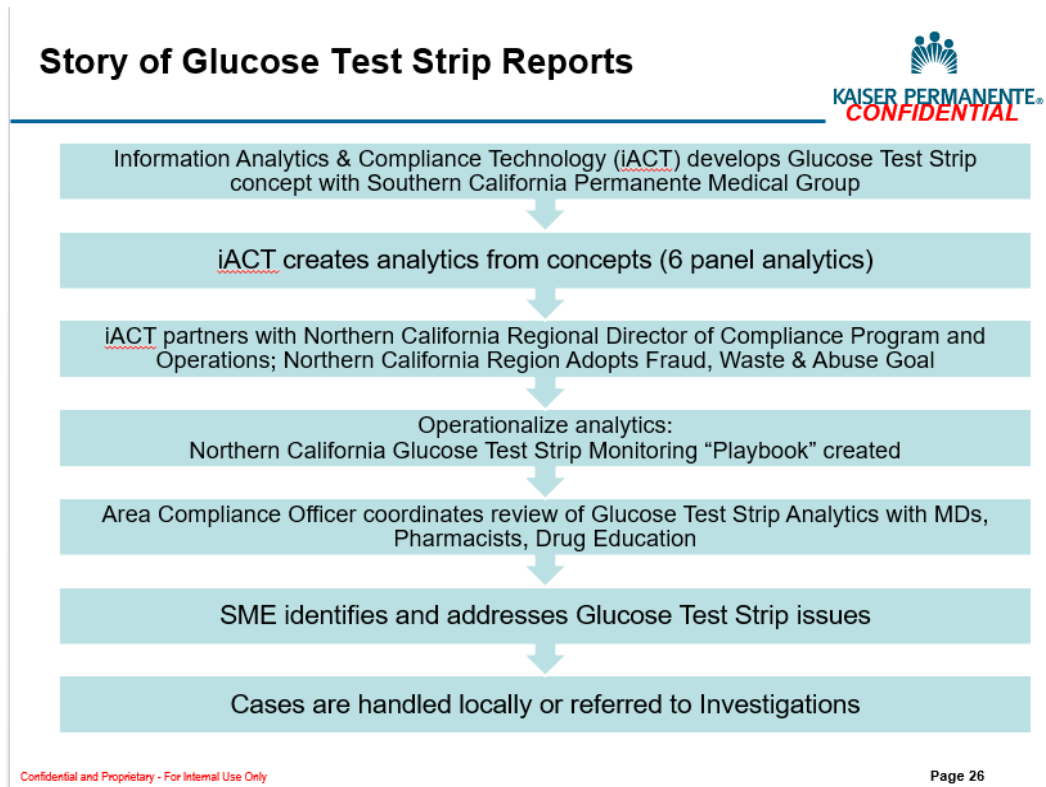 Story of Glucose Test Strip Reports
KAISER PERMANENTE®
CONFIDENTIAL
Information Analytics & Compliance Technology (iACT) develops Glucose Test Strip
concept with Southern California Permanente Medical Group
iACT creates analytics from concepts (6 panel analytics)
iACT partners with Northern California Regional Director of Compliance Program and
Operations; Northern California Region Adopts Fraud, Waste & Abuse Goal
Operationalize analytics:
Northern California Glucose Test Strip Monitoring “Playbook” created
Area Compliance Officer coordinates review of Glucose Test Strip Analytics with MDs,
Pharmacists, Drug Education
SME identifies and addresses Glucose Test Strip issues
Cases are handled locally or referred to Investigations
Confidential and Proprietary - For Internal Use Only
Page 26